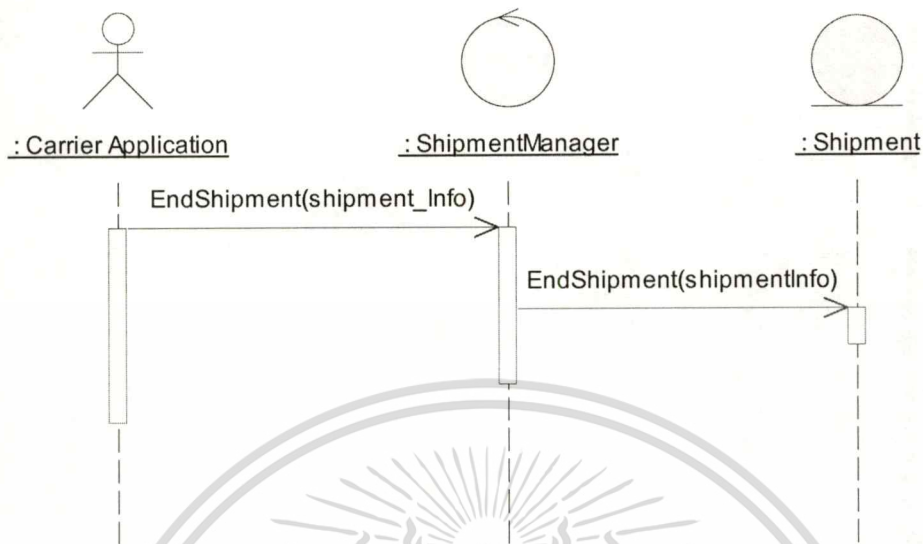 : Carrier Application
: ShipmentManager
: Shipment
EndShipment(shipment_Info)
EndShipment(shipmentInfo)